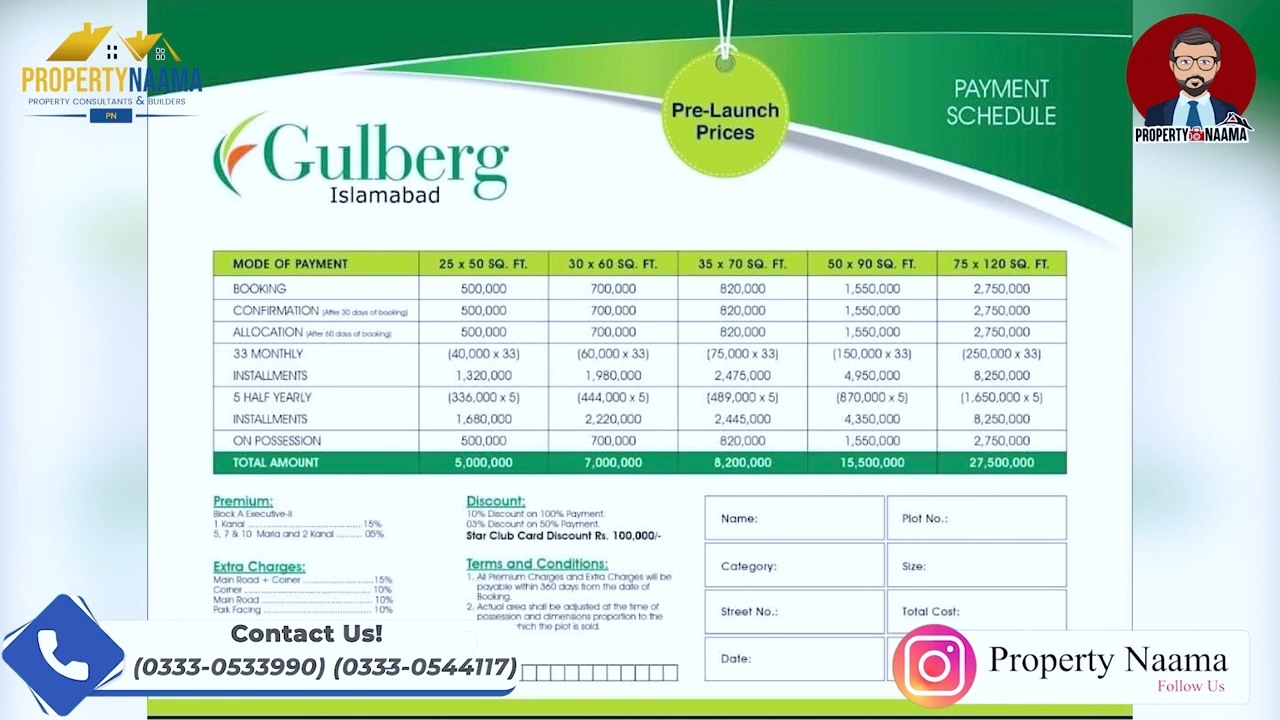 PROPERTYNAAMA
PROPERTY CONSULTANTS & BUILDERS
PN
Gulberg
Islamabad
Pre-Launch
Prices
PAYMENT
SCHEDULE
PROPERTY NAAMA
MODE OF PAYMENT 25 x 50 SQ. FT. 30 x 60 SQ. FT. 35 x 70 SQ. FT. 50 x 90 SQ. FT. 75 x 120 SQ. FT.
BOOKING 500,000 700,000 820,000 1,550,000 2,750,000
CONFIRMATION (After 30 days of booking) 500,000 700,000 820,000 1,550,000 2,750,000
ALLOCATION (After 60 days of booking) 500,000 700,000 820,000 1,550,000 2,750,000
33 MONTHLY (40,000 x 33) (60,000 x 33) (75,000 x 33) (150,000 x 33) (250,000 x 33)
INSTALLMENTS 1,320,000 1,980,000 2,475,000 4,950,000 8,250,000
5 HALF YEARLY (336,000 x 5) (444,000 x 5) (489,000 x 5) (870,000 x 5) (1,650,000 x 5)
INSTALLMENTS 1,680,000 2,220,000 2,445,000 4,350,000 8,250,000
ON POSSESSION 500,000 700,000 820,000 1,550,000 2,750,000
TOTAL AMOUNT 5,000,000 7,000,000 8,200,000 15,500,000 27,500,000
Premium:
Block A Executive-II
1 Kanal ........ 15%
5, 7 & 10 Marla and 2 Kanal ........ 05%
Extra Charges:
Main Road + Corner ........ 15%
Corner ........ 10%
Main Road ........ 10%
Park Facing ........ 10%
Discount:
10% Discount on 100% Payment.
03% Discount on 50% Payment.
Star Club Card Discount Rs. 100,000/-
Terms and Conditions:
1. All Premium Charges and Extra Charges will be
payable within 360 days from the date of
Booking.
2. Actual area shall be adjusted at the time of
possession and dimensions proportion to the
which the plot is sold.
Name: Plot No.:
Category: Size:
Street No.: Total Cost:
Date:
Contact Us!
(0333-0533990) (0333-0544117)
Property Naama
Follow Us